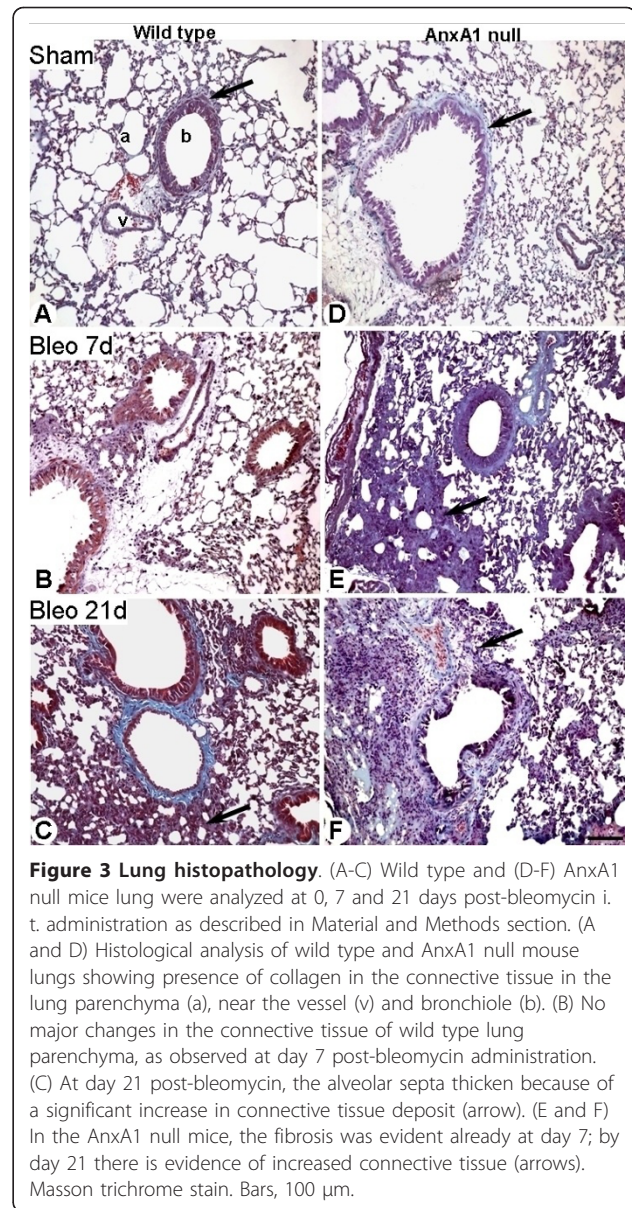 Wild type
AnxA1 null
Sham
a
b
v
A
D
Bleo 7d
B
E
Bleo 21d
C
F
Figure 3 Lung histopathology. (A-C) Wild type and (D-F) AnxA1
null mice lung were analyzed at 0, 7 and 21 days post-bleomycin i.
t. administration as described in Material and Methods section. (A
and D) Histological analysis of wild type and AnxA1 null mouse
lungs showing presence of collagen in the connective tissue in the
lung parenchyma (a), near the vessel (v) and bronchiole (b). (B) No
major changes in the connective tissue of wild type lung
parenchyma, as observed at day 7 post-bleomycin administration.
(C) At day 21 post-bleomycin, the alveolar septa thicken because of
a significant increase in connective tissue deposit (arrow). (E and F)
In the AnxA1 null mice, the fibrosis was evident already at day 7; by
day 21 there is evidence of increased connective tissue (arrows).
Masson trichrome stain. Bars, 100 μm.